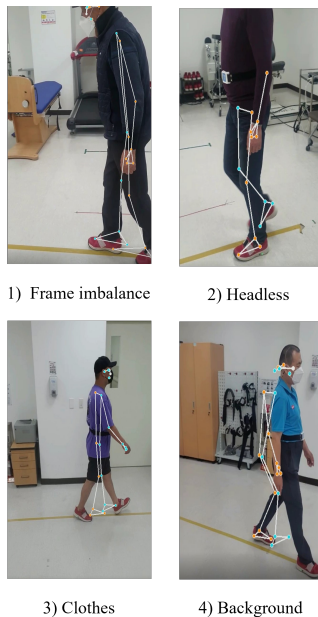 1) Frame imbalance
2) Headless
3) Clothes
4) Background